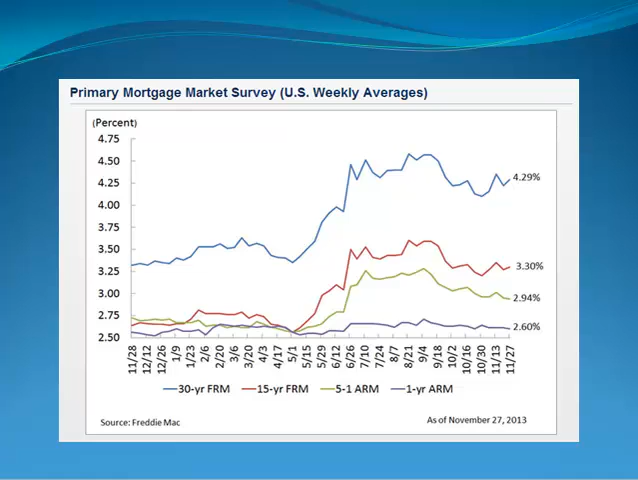 Primary Mortgage Market Survey (U.S. Weekly Averages)
(Percent)
4.75
4.50
4.25
4.00
3.75
3.50
3.25
3.00
2.75
2.50
4.29%
3.30%
2.94%
2.60%
11/28 12/12 12/26 1/9 1/23 2/6 2/20 3/6 3/20 4/3 4/17 5/1 5/15 5/29 6/12 6/26 7/10 7/24 8/7 8/21 9/4 9/18 10/2 10/16 10/30 11/13 11/27
30-yr FRM 15-yr FRM 5-1 ARM 1-yr ARM
Source: Freddie Mac
As of November 27, 2013